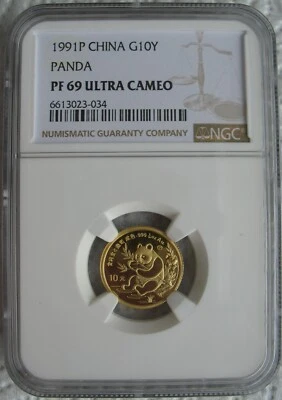 1991P CHINA G10Y
PANDA
PF 69 ULTRA CAMEO
6613023-034
NUMISMATIC GUARANTY COMPANY
NGC
10元